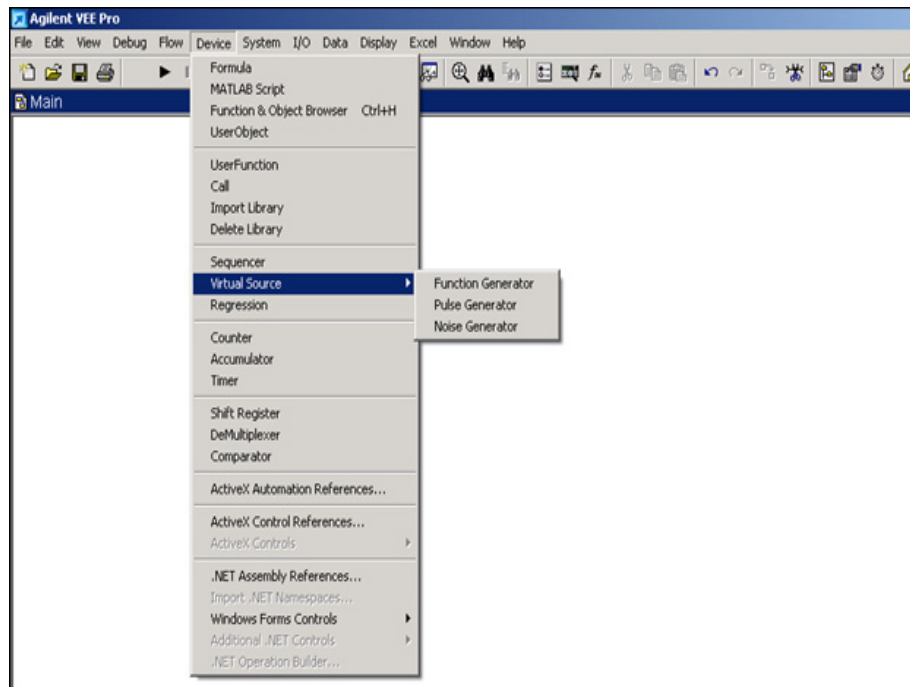 Agilent VEE Pro
File Edit View Debug Flow Device System I/O Data Display Excel Window Help
Main
Formula
MATLAB Script
Function & Object Browser Ctrl+H
UserObject
UserFunction
Call
Import Library
Delete Library
Sequencer
Virtual Source
Function Generator
Regression
Pulse Generator
Noise Generator
Counter
Accumulator
Timer
Shift Register
DeMultiplexer
Comparator
ActiveX Automation References...
ActiveX Control References...
ActiveX Controls
.NET Assembly References...
Import .NET Namespaces...
Windows Forms Controls
Additional .NET Controls
.NET Operation Builder...